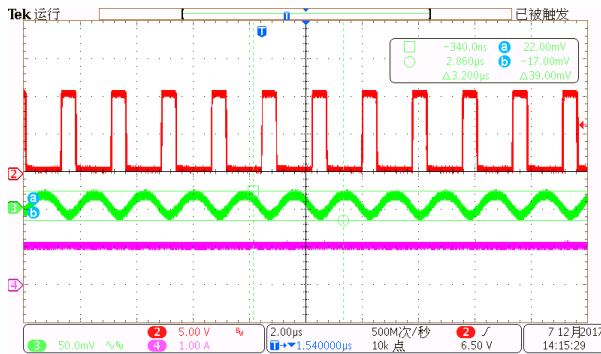 Tek 运行 已被触发
T
T
-340.0ns a 22.00mV
2.860μs b -17.00mV
△3.200μs △39.00mV
2
a
3
b
4
2 5.00 V 2.00μs 500M次/秒 2 7 12月2017
3 50.0mV 4 1.00 A T→▼1.540000μs 10k 点 6.50 V 14:15:29